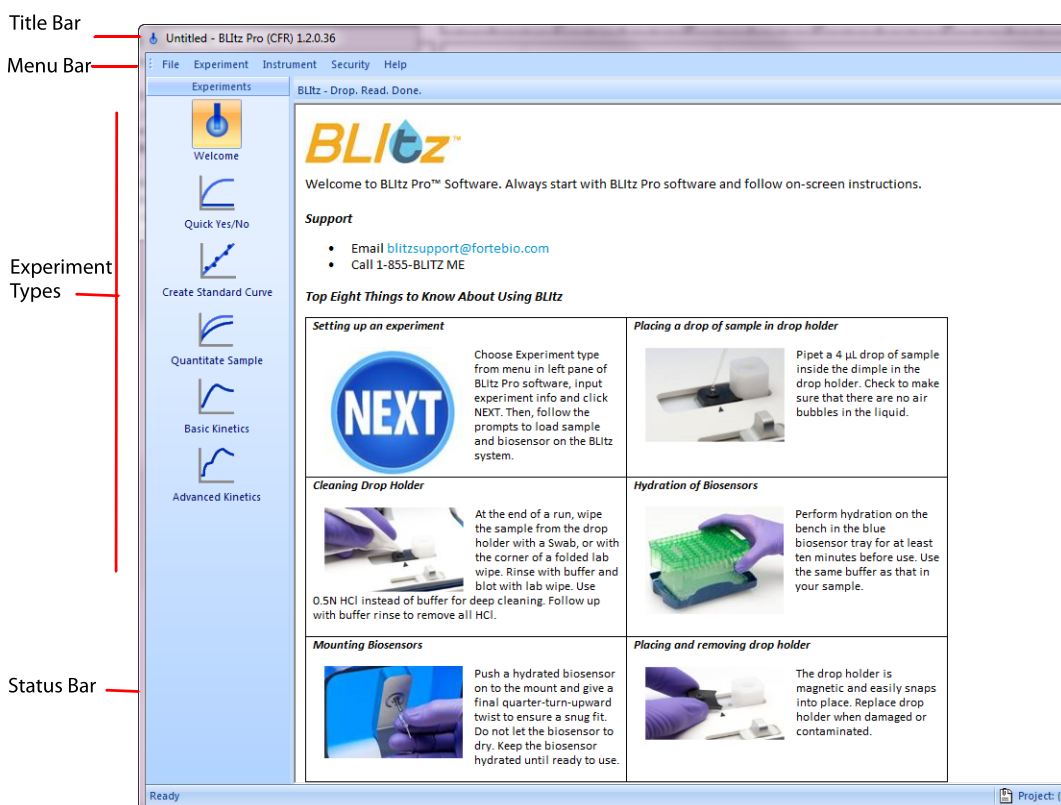 Title Bar
Menu Bar
Experiment
Types
Status Bar
Untitled - BLItz Pro (CFR) 1.2.0.36
File Experiment Instrument Security Help
Experiments
Welcome
Quick Yes/No
Create Standard Curve
Quantitate Sample
Basic Kinetics
Advanced Kinetics
BLItz - Drop. Read. Done.
BLItz™
Welcome to BLItz Pro™ Software. Always start with BLItz Pro software and follow on-screen instructions.
Support
• Email blitzsupport@fortebio.com
• Call 1-855-BLITZ ME
Top Eight Things to Know About Using BLItz
Setting up an experiment
NEXT
Choose Experiment type
from menu in left pane of
BLItz Pro software, input
experiment info and click
NEXT. Then, follow the
prompts to load sample
and biosensor on the BLItz
system.
Placing a drop of sample in drop holder
Pipet a 4 µL drop of sample
inside the dimple in the
drop holder. Check to make
sure that there are no air
bubbles in the liquid.
Cleaning Drop Holder
At the end of a run, wipe
the sample from the drop
holder with a Swab, or with
the corner of a folded lab
wipe. Rinse with buffer and
blot with lab wipe. Use
0.5N HCl instead of buffer for deep cleaning. Follow up
with buffer rinse to remove all HCl.
Hydration of Biosensors
Perform hydration on the
bench in the blue
biosensor tray for at least
ten minutes before use. Use
the same buffer as that in
your sample.
Mounting Biosensors
Push a hydrated biosensor
on to the mount and give a
final quarter-turn-upward
twist to ensure a snug fit.
Do not let the biosensor to
dry. Keep the biosensor
hydrated until ready to use.
Placing and removing drop holder
The drop holder is
magnetic and easily snaps
into place. Replace drop
holder when damaged or
contaminated.
Ready
Project: (